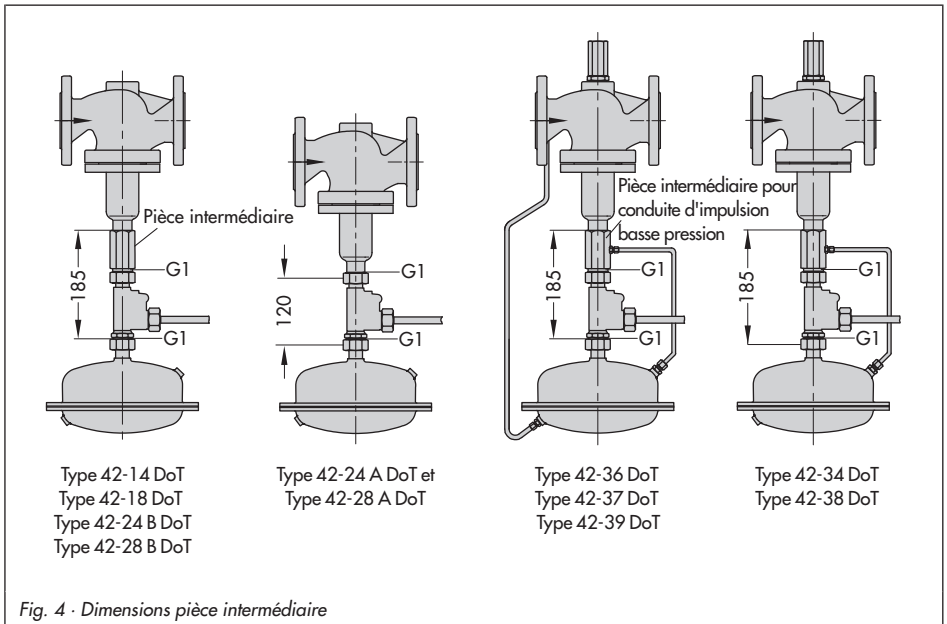 Pièce intermédiaire
185
G1
G1
120
G1
G1
Pièce intermédiaire pour
conduite d'impulsion
basse pression
185
G1
G1
185
G1
G1
Type 42-14 DoT
Type 42-18 DoT
Type 42-24 B DoT
Type 42-28 B DoT
Type 42-24 A DoT et
Type 42-28 A DoT
Type 42-36 DoT
Type 42-37 DoT
Type 42-39 DoT
Type 42-34 DoT
Type 42-38 DoT
Fig. 4 · Dimensions pièce intermédiaire